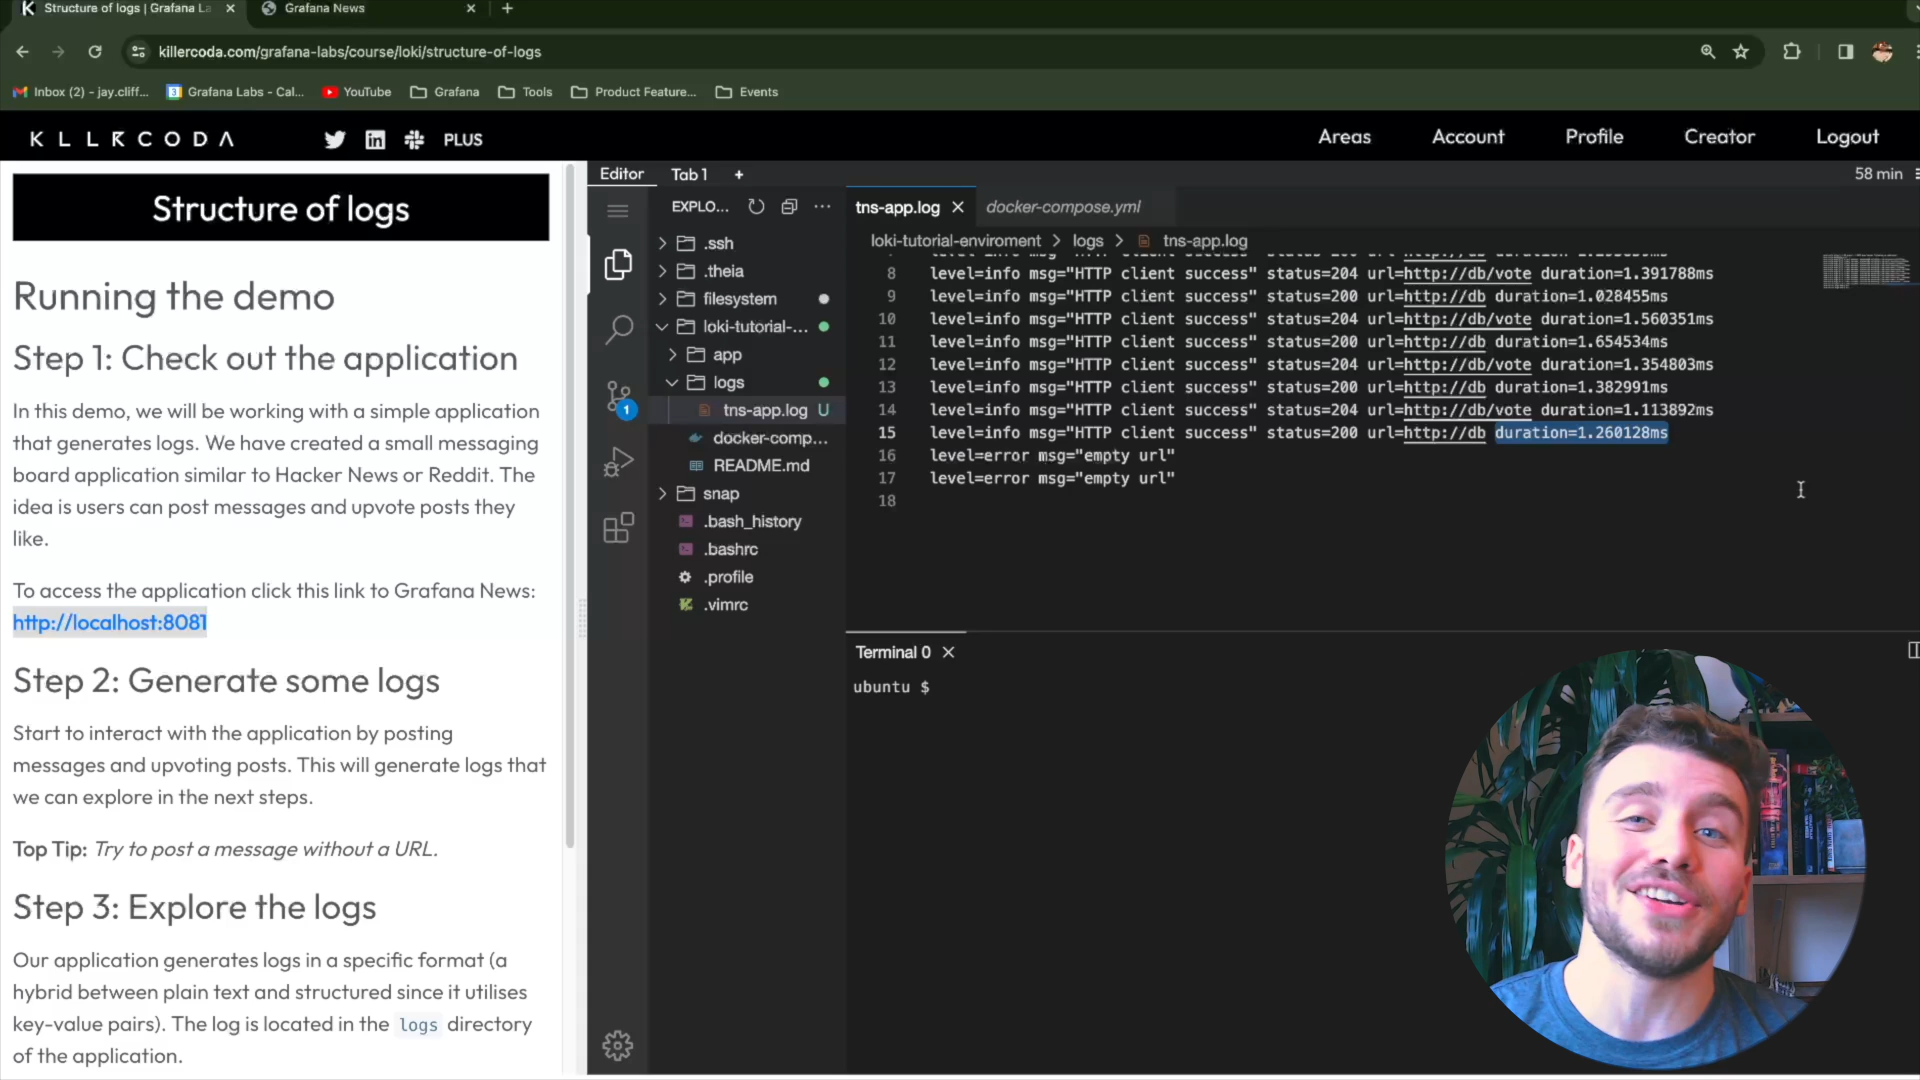 Structure of logs | Grafana La
Grafana News
killercoda.com/grafana-labs/course/loki/structure-of-logs
Inbox (2) - jay.cliff...
Grafana Labs - Cal...
YouTube
Grafana
Tools
Product Feature...
Events
KLLRCODA
PLUS
Areas
Account
Profile
Creator
Logout
Structure of logs
Running the demo
Step 1: Check out the application
In this demo, we will be working with a simple application
that generates logs. We have created a small messaging
board application similar to Hacker News or Reddit. The
idea is users can post messages and upvote posts they
like.
To access the application click this link to Grafana News:
http://localhost:8081
Step 2: Generate some logs
Start to interact with the application by posting
messages and upvoting posts. This will generate logs that
we can explore in the next steps.
Top Tip: Try to post a message without a URL.
Step 3: Explore the logs
Our application generates logs in a specific format (a
hybrid between plain text and structured since it utilises
key-value pairs). The log is located in the logs directory
of the application.
Editor
Tab 1
+
58 min
EXPLO...
.ssh
.theia
filesystem
loki-tutorial-...
app
logs
tns-app.log U
docker-comp...
README.md
snap
.bash_history
.bashrc
.profile
.vimrc
1
tns-app.log
docker-compose.yml
loki-tutorial-enviroment > logs > tns-app.log
8 level=info msg="HTTP client success" status=204 url=http://db/vote duration=1.391788ms
9 level=info msg="HTTP client success" status=200 url=http://db duration=1.028455ms
10 level=info msg="HTTP client success" status=204 url=http://db/vote duration=1.560351ms
11 level=info msg="HTTP client success" status=200 url=http://db duration=1.654534ms
12 level=info msg="HTTP client success" status=204 url=http://db/vote duration=1.354803ms
13 level=info msg="HTTP client success" status=200 url=http://db duration=1.382991ms
14 level=info msg="HTTP client success" status=204 url=http://db/vote duration=1.113892ms
15 level=info msg="HTTP client success" status=200 url=http://db duration=1.260128ms
16 level=error msg="empty url"
17 level=error msg="empty url"
18
Terminal 0
ubuntu $